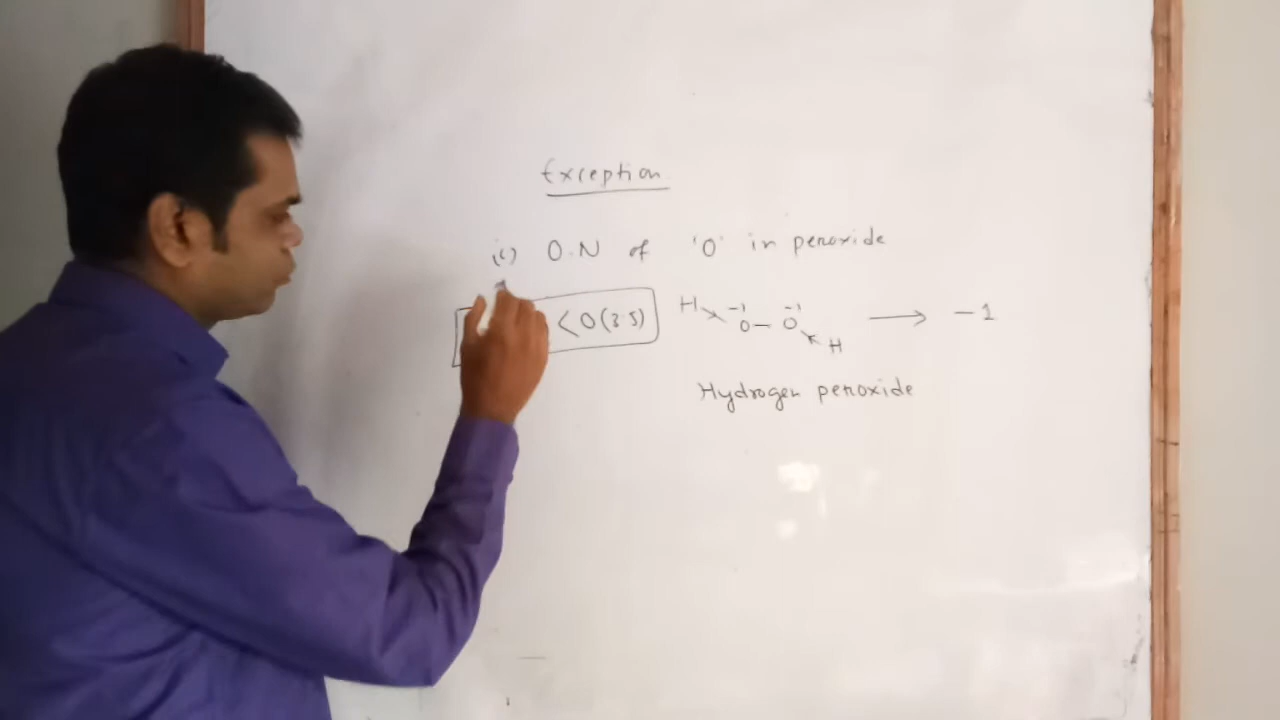 Exception
(i) O.N of 'O' in peroxide
< O(3.5) H -1 -1 → -1
O — O
H
Hydrogen peroxide